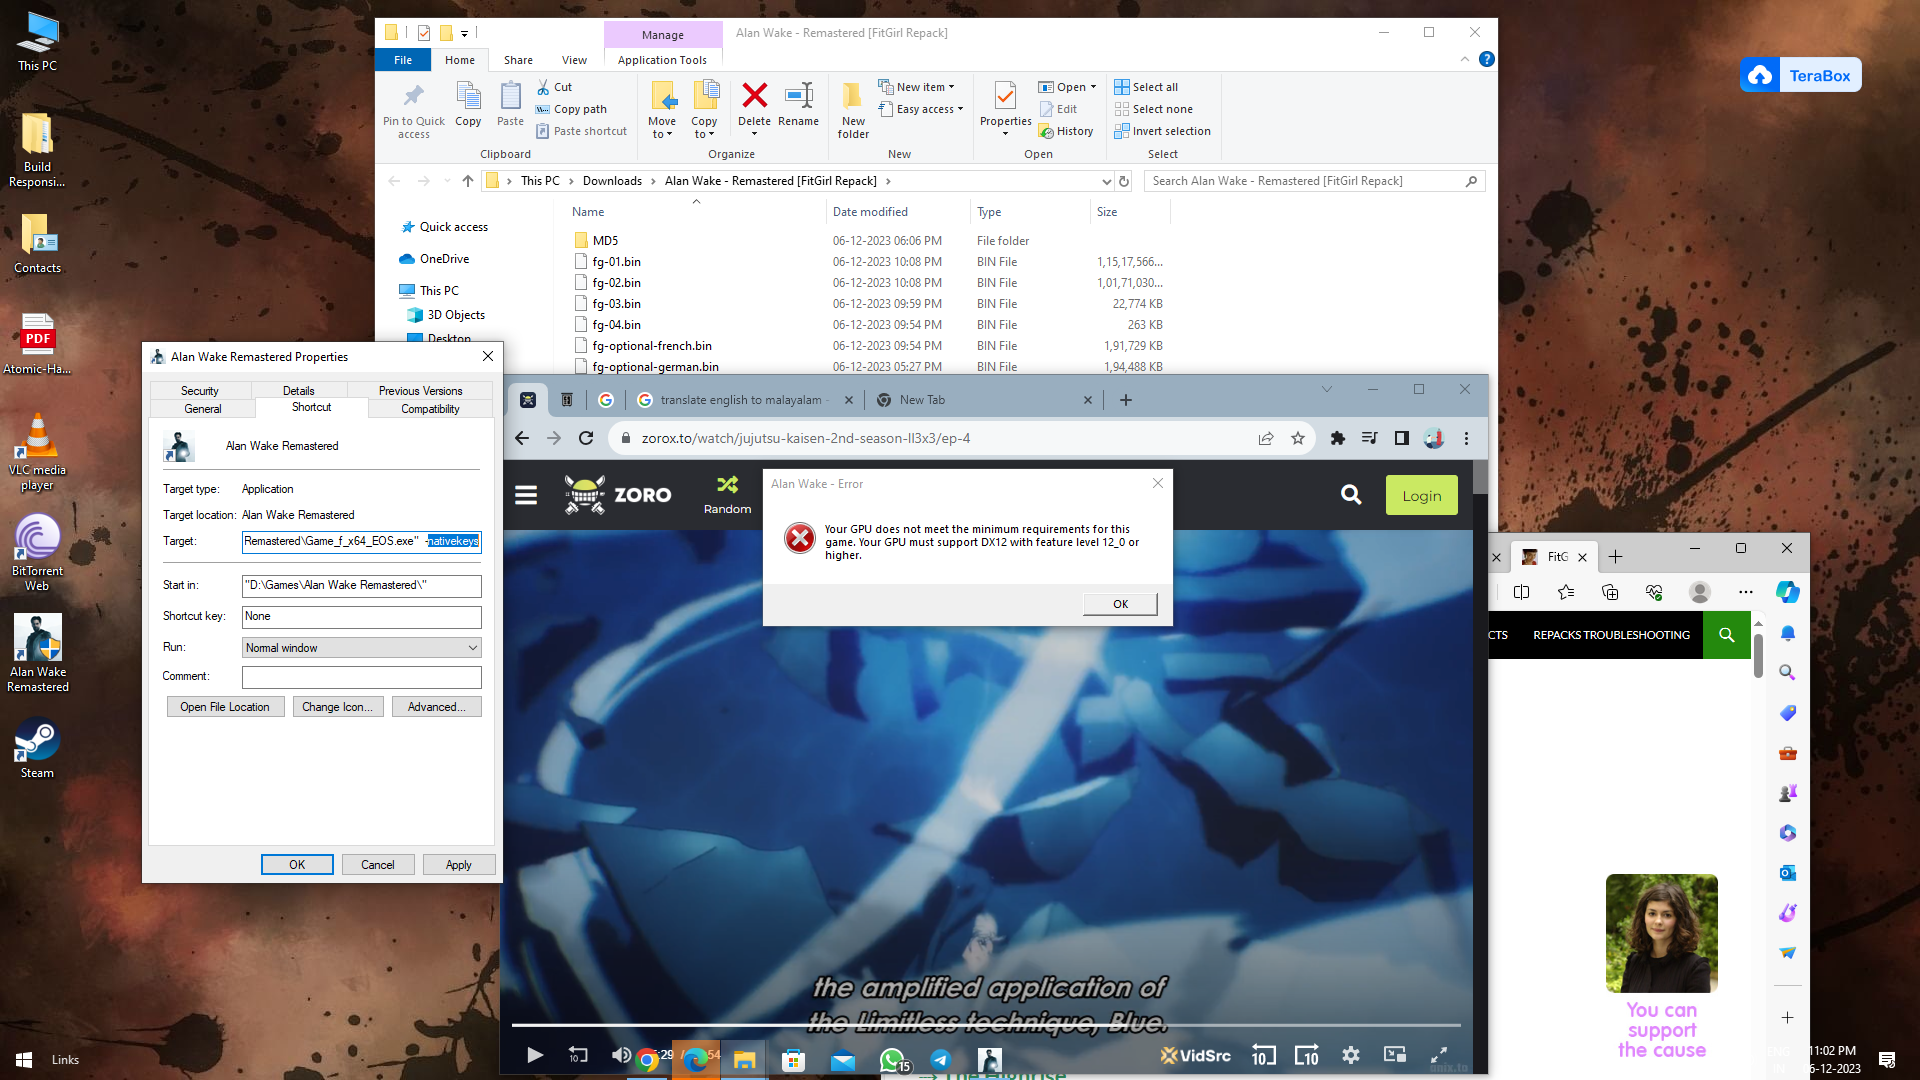 This PC
Build
Responsi...
Contacts
PDF
Atomic-Ha...
VLC media
player
BitTorrent
Web
Alan Wake
Remastered
Steam
Links
Manage
Alan Wake - Remastered [FitGirl Repack]
File
Home
Share
View
Application Tools
Pin to Quick
access
Copy
Paste
Cut
Copy path
Paste shortcut
Clipboard
Move
to
Copy
to
Delete
Rename
Organize
New
folder
New item
Easy access
New
Properties
Open
Edit
History
Open
Select all
Select none
Invert selection
Select
This PC
Downloads
Alan Wake - Remastered [FitGirl Repack]
Search Alan Wake - Remastered [FitGirl Repack]
Name Date modified Type Size
Quick access
OneDrive
This PC
3D Objects
Desktop
MD5 06-12-2023 06:06 PM File folder
fg-01.bin 06-12-2023 10:08 PM BIN File 1,15,17,566...
fg-02.bin 06-12-2023 10:08 PM BIN File 1,01,71,030...
fg-03.bin 06-12-2023 09:59 PM BIN File 22,774 KB
fg-04.bin 06-12-2023 09:54 PM BIN File 263 KB
fg-optional-french.bin 06-12-2023 09:54 PM BIN File 1,91,729 KB
fg-optional-german.bin 06-12-2023 05:27 PM BIN File 1,94,488 KB
TeraBox
Alan Wake Remastered Properties
Security Details Previous Versions
General Shortcut Compatibility
Alan Wake Remastered
Target type: Application
Target location: Alan Wake Remastered
Target: Remastered\Game_f_x64_EOS.exe" -nativekeys
Start in: "D:\Games\Alan Wake Remastered\"
Shortcut key: None
Run: Normal window
Comment:
Open File Location Change Icon... Advanced...
OK Cancel Apply
translate english to malayalam -
New Tab
zorox.to/watch/jujutsu-kaisen-2nd-season-ll3x3/ep-4
ZORO
Random
Login
Alan Wake - Error
Your GPU does not meet the minimum requirements for this
game. Your GPU must support DX12 with feature level 12_0 or
higher.
OK
the amplified application of
the Limitless technique, Blue.
10
:29 /
54
15
VidSrc
10
10
FitG
CTS
REPACKS TROUBLESHOOTING
You can
support
the cause
ENG
11:02 PM
IN
06-12-2023